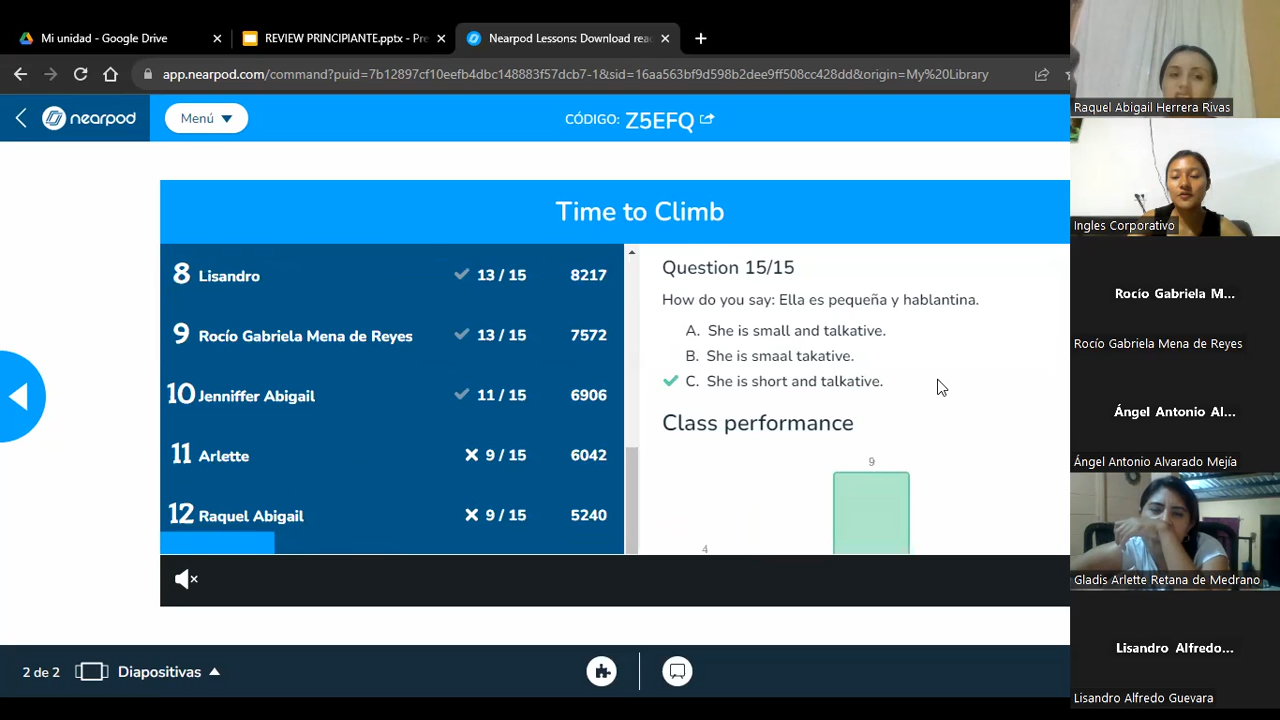 Mi unidad - Google Drive
REVIEW PRINCIPIANTE.pptx - Pre
Nearpod Lessons: Download rea
app.nearpod.com/command?puid=7b12897cf10eefb4dbc148883f57dcb7-1&sid=16aa563bf9d598b2dee9ff508cc428dd&origin=My%20Library
nearpod
Menú
CÓDIGO: Z5EFQ
Time to Climb
8 Lisandro 13 / 15 8217
9 Rocío Gabriela Mena de Reyes 13 / 15 7572
10 Jenniffer Abigail 11 / 15 6906
11 Arlette 9 / 15 6042
12 Raquel Abigail 9 / 15 5240
Question 15/15
How do you say: Ella es pequeña y hablantina.
A. She is small and talkative.
B. She is smaal takative.
C. She is short and talkative.
Class performance
9
4
2 de 2
Diapositivas
Raquel Abigail Herrera Rivas
Ingles Corporativo
Rocío Gabriela M...
Rocío Gabriela Mena de Reyes
Ángel Antonio Al...
Ángel Antonio Alvarado Mejía
Gladis Arlette Retana de Medrano
Lisandro Alfredo...
Lisandro Alfredo Guevara